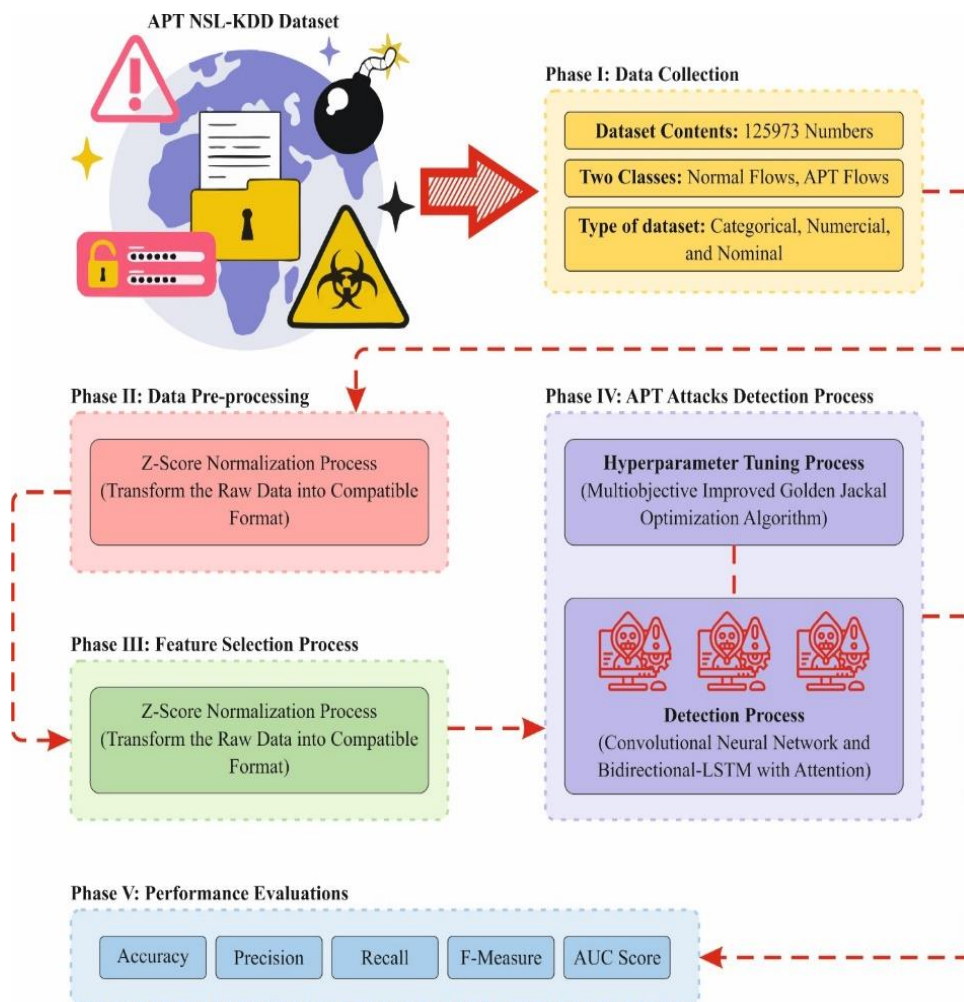 APT NSL-KDD Dataset
Phase I: Data Collection
Dataset Contents: 125973 Numbers
Two Classes: Normal Flows, APT Flows
Type of dataset: Categorical, Numercial,
and Nominal
Phase II: Data Pre-processing
Z-Score Normalization Process
(Transform the Raw Data into Compatible
Format)
Phase III: Feature Selection Process
Z-Score Normalization Process
(Transform the Raw Data into Compatible
Format)
Phase IV: APT Attacks Detection Process
Hyperparameter Tuning Process
(Multiobjective Improved Golden Jackal
Optimization Algorithm)
Detection Process
(Convolutional Neural Network and
Bidirectional-LSTM with Attention)
Phase V: Performance Evaluations
Accuracy
Precision
Recall
F-Measure
AUC Score